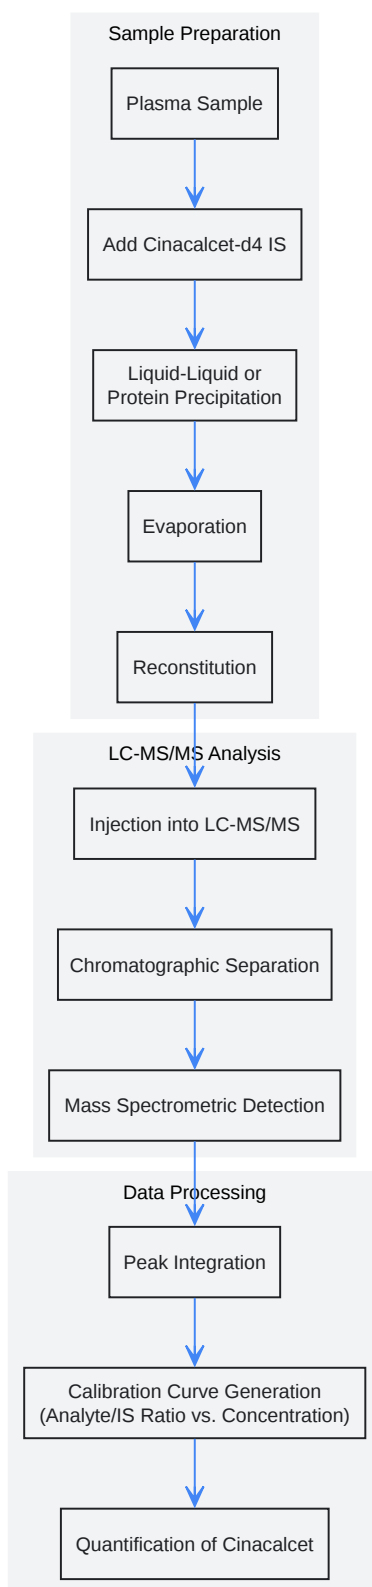 Sample Preparation
Plasma Sample
Add Cinacalcet-d4 IS
Liquid-Liquid or
Protein Precipitation
Evaporation
Reconstitution
LC-MS/MS Analysis
Injection into LC-MS/MS
Chromatographic Separation
Mass Spectrometric Detection
Data Processing
Peak Integration
Calibration Curve Generation
(Analyte/IS Ratio vs. Concentration)
Quantification of Cinacalcet